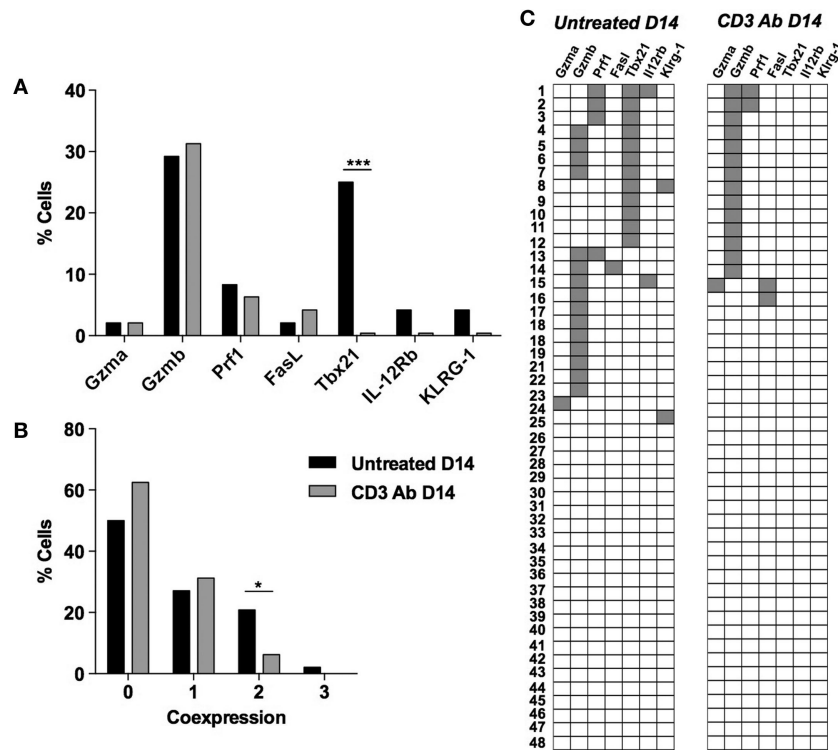 A
% Cells
40
30
20
10
0
***
Gzma
Gzmb
Prf1
FasL
Tbx21
IL-12Rb
KLRG-1
B
% Cells
80
60
40
20
0
*
Untreated D14
CD3 Ab D14
0 1 2 3
Coexpression
C
Untreated D14
CD3 Ab D14
Gzma
Gzmb
Prf1
Fasl
Tbx21
Il12rb
Klrg-1
Gzma
Gzmb
Prf1
Fasl
Tbx21
Il12rb
Klrg-1
1
2
3
4
5
6
7
8
9
10
11
12
13
14
15
16
17
18
18
19
21
22
23
24
25
26
27
28
29
30
31
32
33
34
35
36
37
38
39
40
41
42
43
44
45
46
47
48